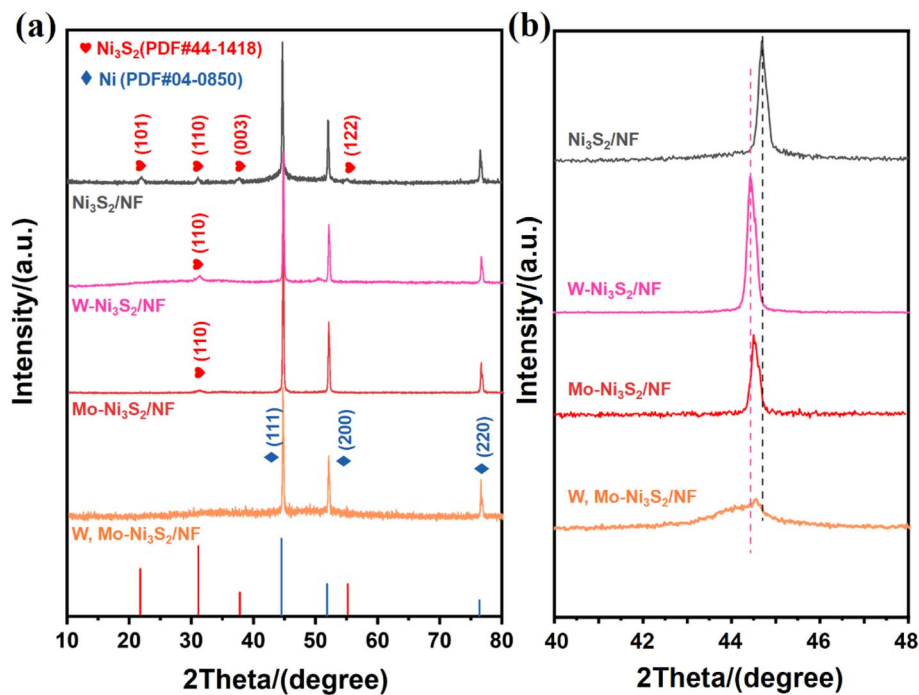 (a)
♥ Ni₃S₂(PDF#44-1418)
◆ Ni (PDF#04-0850)
(101)
(110)
(003)
(122)
Ni₃S₂/NF
(110)
W-Ni₃S₂/NF
(110)
Mo-Ni₃S₂/NF
(111)
(200)
(220)
W, Mo-Ni₃S₂/NF
Intensity/(a.u.)
10 20 30 40 50 60 70 80
2Theta/(degree)
(b)
Ni₃S₂/NF
W-Ni₃S₂/NF
Mo-Ni₃S₂/NF
W, Mo-Ni₃S₂/NF
Intensity/(a.u.)
40 42 44 46 48
2Theta/(degree)